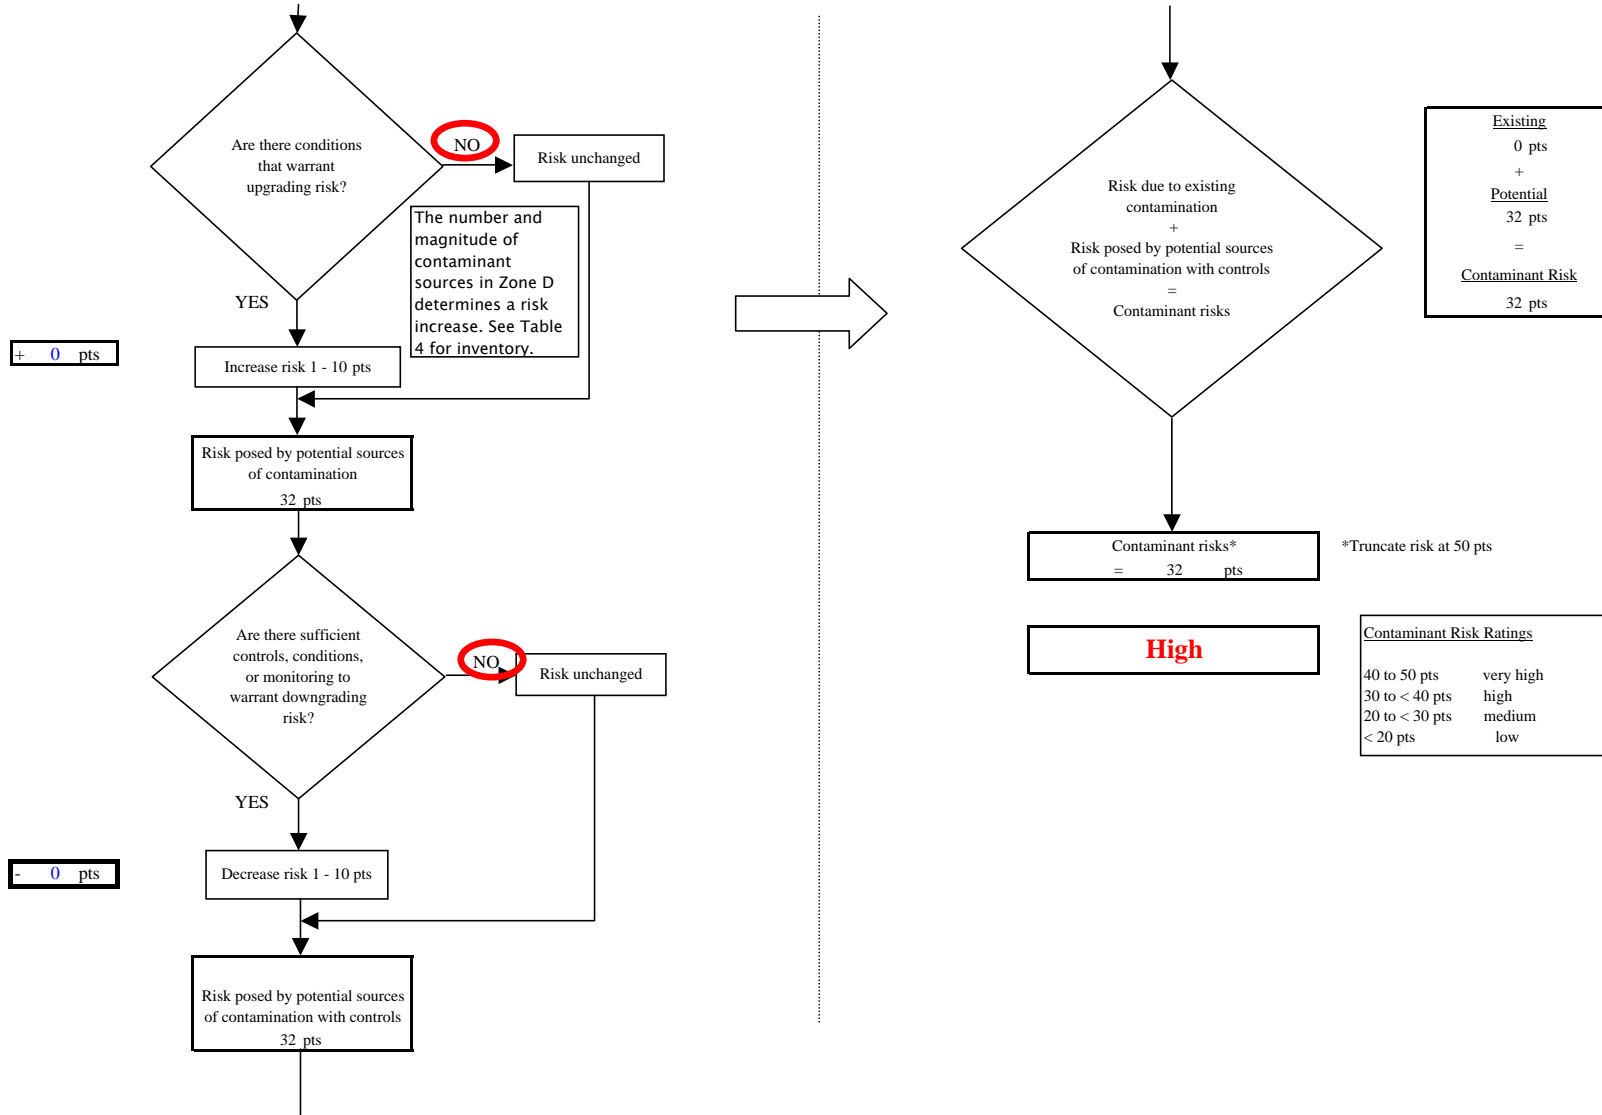 Are there conditions
that warrant
upgrading risk?
NO
Risk unchanged
The number and
magnitude of
contaminant
sources in Zone D
determines a risk
increase. See Table
4 for inventory.
YES
+ 0 pts
Increase risk 1 - 10 pts
Risk posed by potential sources
of contamination
32 pts
Are there sufficient
controls, conditions,
or monitoring to
warrant downgrading
risk?
NO
Risk unchanged
YES
- 0 pts
Decrease risk 1 - 10 pts
Risk posed by potential sources
of contamination with controls
32 pts
Risk due to existing
contamination
+
Risk posed by potential sources
of contamination with controls
=
Contaminant risks
Existing
0 pts
+
Potential
32 pts
=
Contaminant Risk
32 pts
Contaminant risks*
= 32 pts
*Truncate risk at 50 pts
High
Contaminant Risk Ratings
40 to 50 pts very high
30 to < 40 pts high
20 to < 30 pts medium
< 20 pts low